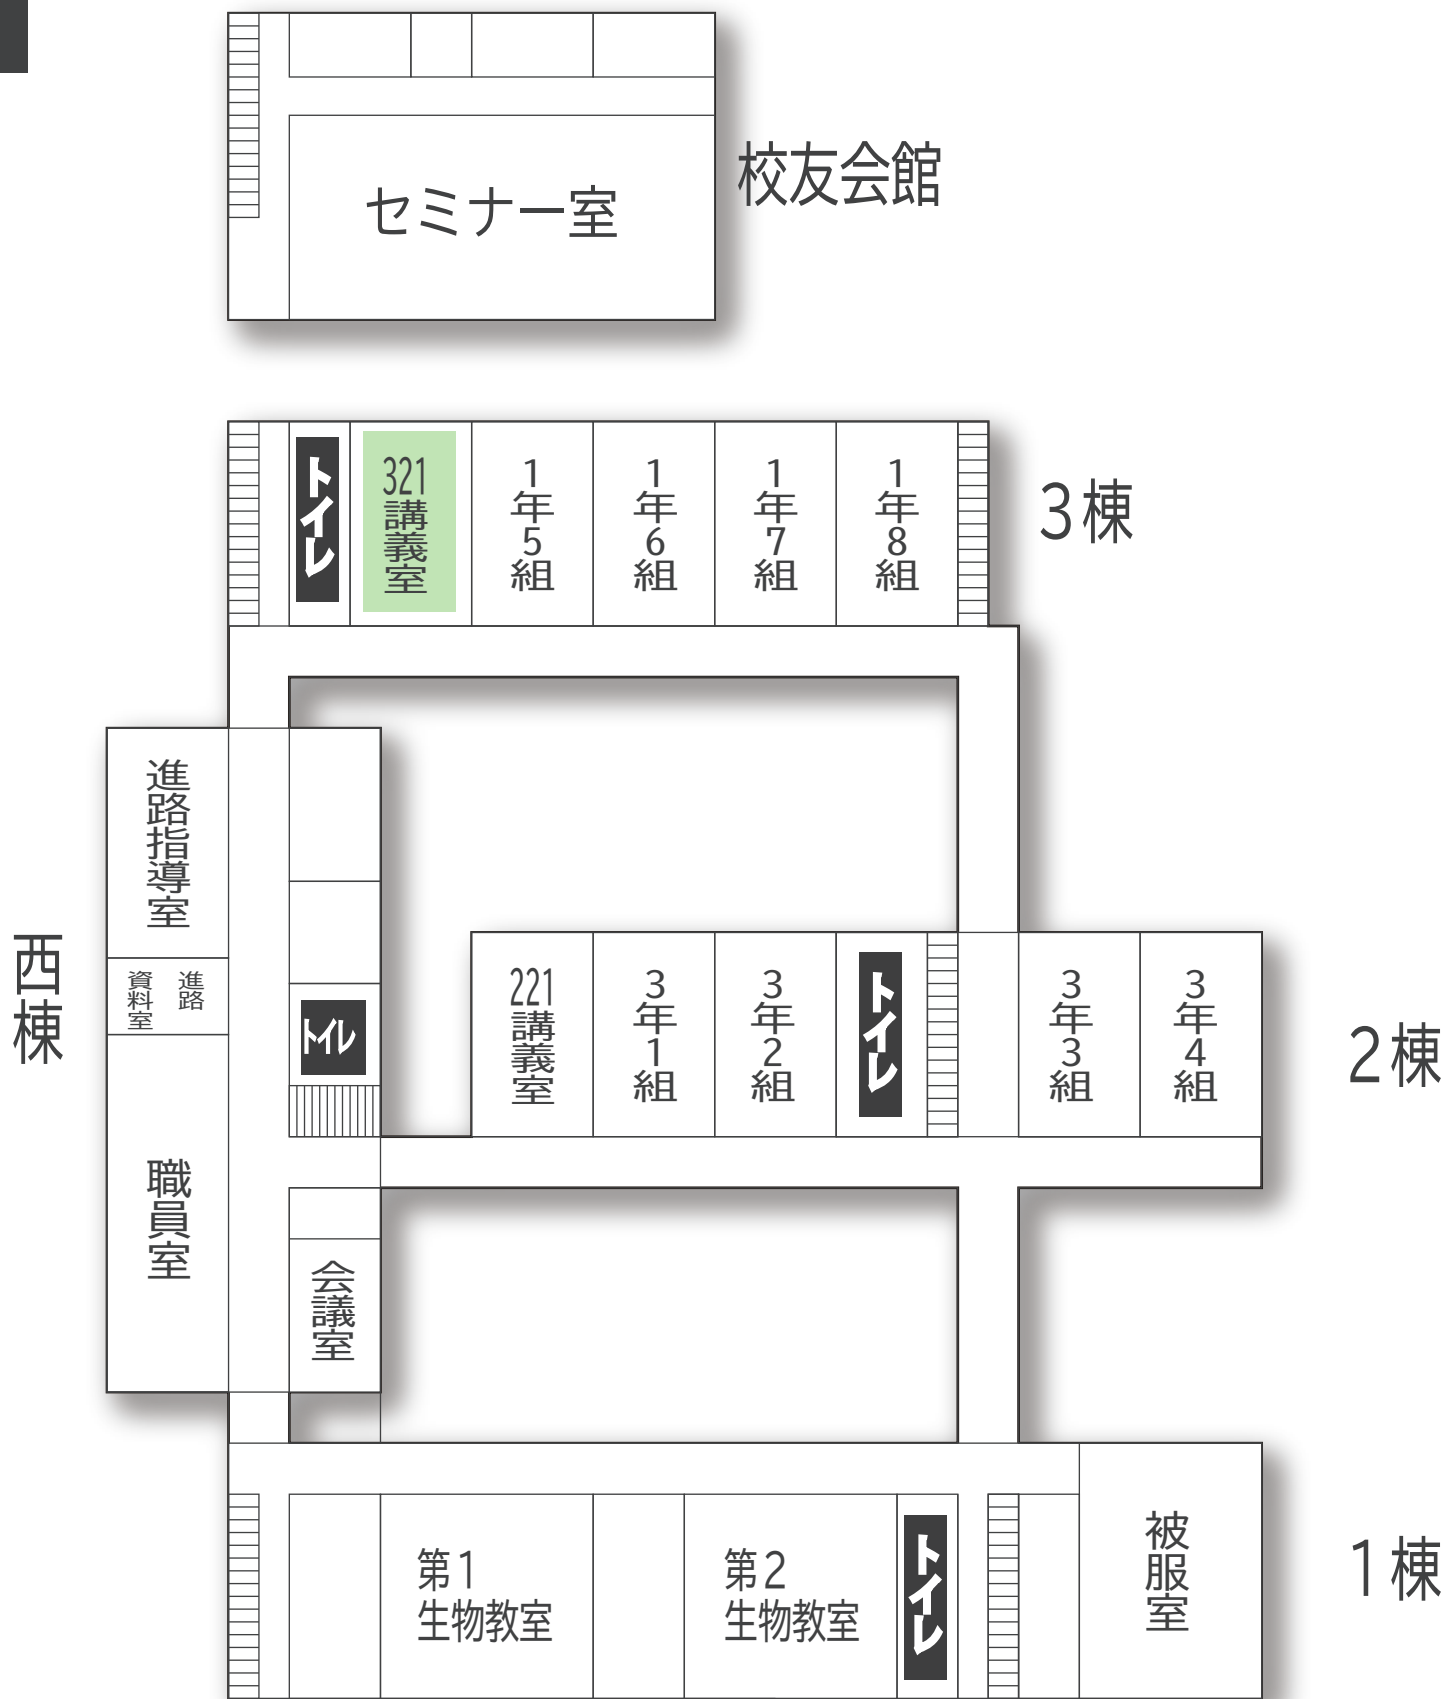 校友会館
セミナー室
3棟
トイレ
321講義室
1年5組
1年6組
1年7組
1年8組
西棟
進路指導室
進路
資料室
トイレ
職員室
会議室
2棟
221講義室
3年1組
3年2組
トイレ
3年3組
3年4組
1棟
第1
生物教室
第2
生物教室
トイレ
被服室